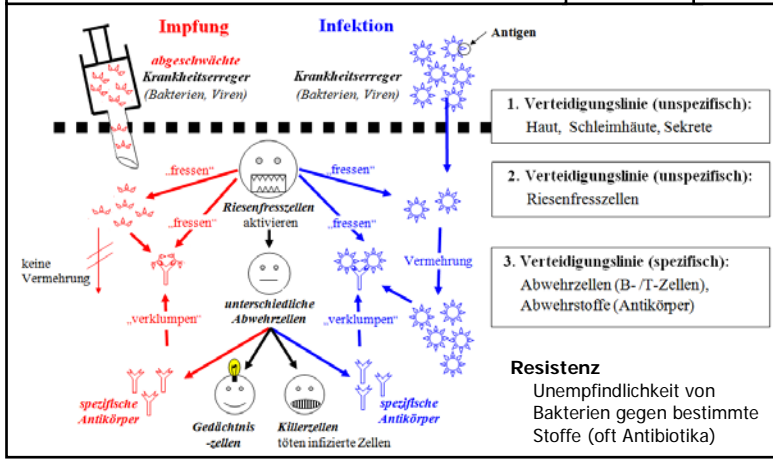 Impfung
abgeschwächte
Krankheitserreger
(Bakterien, Viren)
Infektion
Krankheitserreger
(Bakterien, Viren)
Antigen
1. Verteidigungslinie (unspezifisch):
Haut, Schleimhäute, Sekrete
2. Verteidigungslinie (unspezifisch):
Riesenfresszellen
3. Verteidigungslinie (spezifisch):
Abwehrzellen (B- /T-Zellen),
Abwehrstoffe (Antikörper)
„fressen“
„fressen“
„fressen“
„fressen“
Riesenfresszellen
aktivieren
keine
Vermehrung
Vermehrung
unterschiedliche
Abwehrzellen
„verklumpen“
„verklumpen“
spezifische
Antikörper
Gedächtnis
-zellen
Killerzellen
töten infizierte Zellen
spezifische
Antikörper
Resistenz
Unempfindlichkeit von
Bakterien gegen bestimmte
Stoffe (oft Antibiotika)